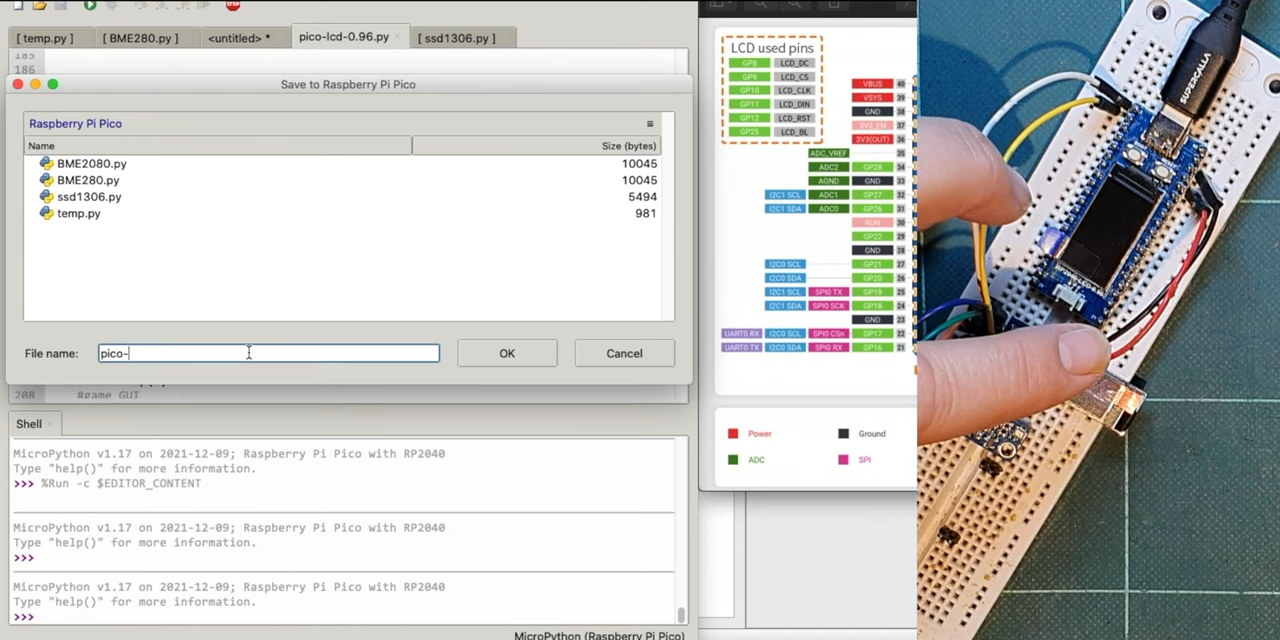 [ temp.py ] [ BME280.py ] <untitled> * pico-lcd-0.96.py [ ssd1306.py ]
185
186
Save to Raspberry Pi Pico
Raspberry Pi Pico
Name Size (bytes)
BME2080.py 10045
BME280.py 10045
ssd1306.py 5494
temp.py 981
File name: pico- OK Cancel
208 #game GUI
Shell
MicroPython v1.17 on 2021-12-09; Raspberry Pi Pico with RP2040
Type "help()" for more information.
>>> %Run -c $EDITOR_CONTENT
MicroPython v1.17 on 2021-12-09; Raspberry Pi Pico with RP2040
Type "help()" for more information.
>>>
MicroPython v1.17 on 2021-12-09; Raspberry Pi Pico with RP2040
Type "help()" for more information.
>>>
MicroPython (Raspberry Pi Pico)
LCD used pins
GP8 LCD_DC
GP9 LCD_CS
GP10 LCD_CLK
GP11 LCD_DIN
GP12 LCD_RST
GP25 LCD_BL
VBUS 40
VSYS 39
GND 38
3V3_EN 37
3V3(OUT) 36
ADC_VREF 35
ADC2 GP28 34
AGND GND 33
I2C1 SCL ADC1 GP27 32
I2C1 SDA ADC0 GP26 31
RUN 30
GP22 29
GND 28
I2C0 SCL GP21 27
I2C0 SDA GP20 26
I2C1 SCL SPI0 TX GP19 25
I2C1 SDA SPI0 SCK GP18 24
GND 23
UART0 RX I2C0 SCL SPI0 CSn GP17 22
UART0 TX I2C0 SDA SPI0 RX GP16 21
Power Ground
ADC SPI
SUPERCALLA